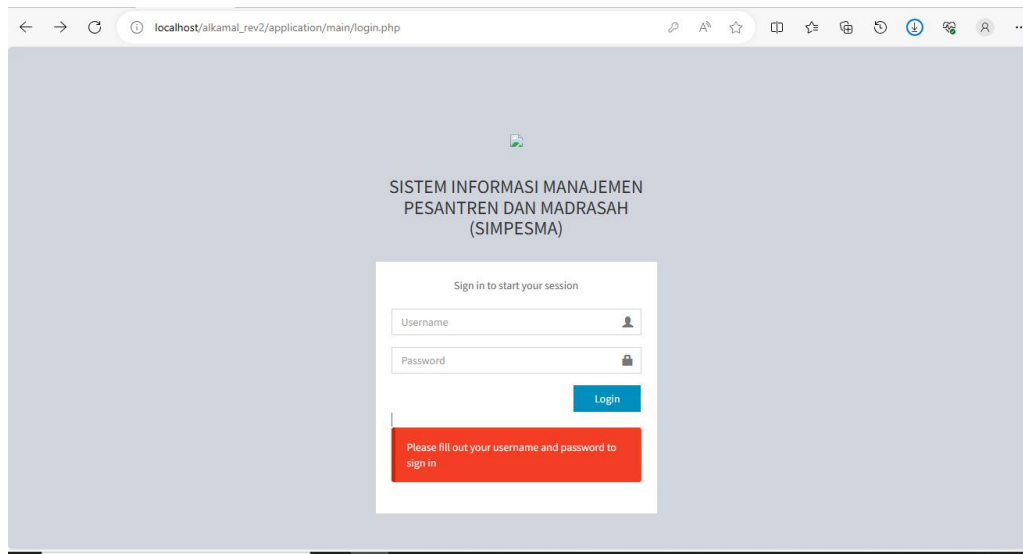 localhost/alkamal_rev2/application/main/login.php
SISTEM INFORMASI MANAJEMEN
PESANTREN DAN MADRASAH
(SIMPESMA)
Sign in to start your session
Username
Password
Login
Please fill out your username and password to
sign in